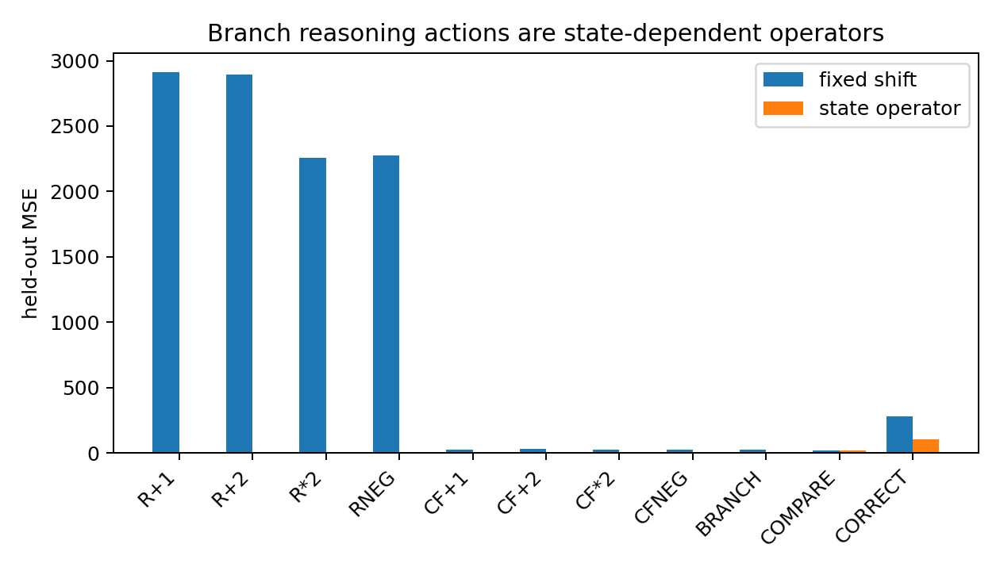 Branch reasoning actions are state-dependent operators
fixed shift
state operator
held-out MSE
3000
2500
2000
1500
1000
500
0
R+1
R+2
R*2
RNEG
CF+1
CF+2
CF*2
CFNEG
BRANCH
COMPARE
CORRECT